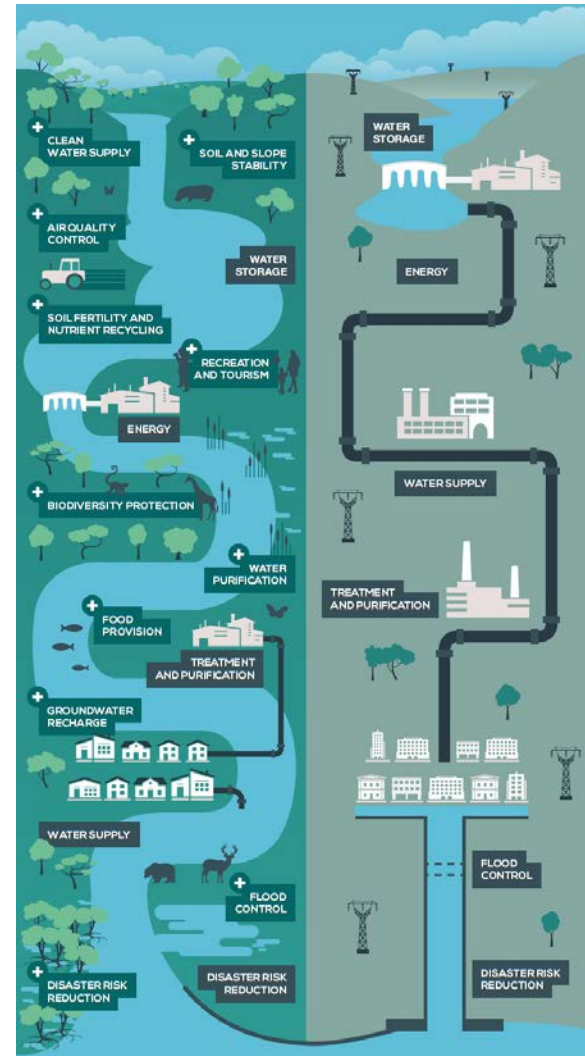 CLEAN
WATER SUPPLY
SOIL AND SLOPE
STABILITY
AIR QUALITY
CONTROL
WATER
STORAGE
SOIL FERTILITY AND
NUTRIENT RECYCLING
RECREATION
AND TOURISM
ENERGY
BIODIVERSITY PROTECTION
WATER
PURIFICATION
FOOD
PROVISION
TREATMENT
AND PURIFICATION
GROUNDWATER
RECHARGE
WATER SUPPLY
FLOOD
CONTROL
DISASTER RISK
REDUCTION
DISASTER RISK
REDUCTION
WATER
STORAGE
ENERGY
WATER SUPPLY
TREATMENT
AND PURIFICATION
FLOOD
CONTROL
DISASTER RISK
REDUCTION